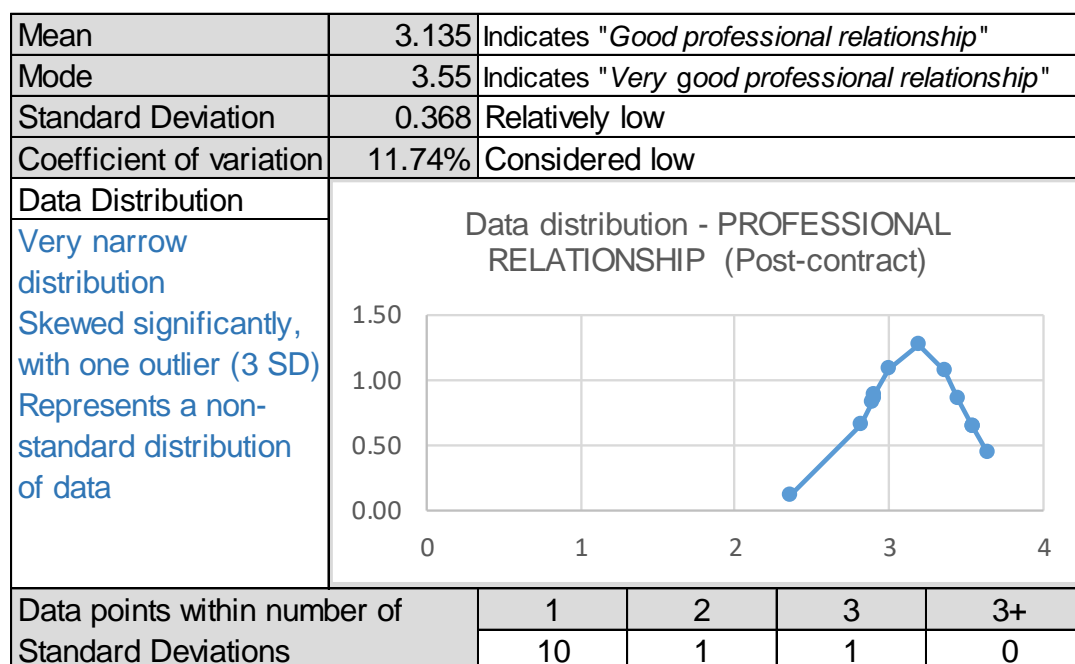 Mean 3.135 Indicates "Good professional relationship"
Mode 3.55 Indicates "Very good professional relationship"
Standard Deviation 0.368 Relatively low
Coefficient of variation 11.74% Considered low
Data Distribution
Very narrow
distribution
Skewed significantly,
with one outlier (3 SD)
Represents a non-
standard distribution
of data
Data distribution - PROFESSIONAL
RELATIONSHIP (Post-contract)
1.50
1.00
0.50
0.00
0 1 2 3 4
Data points within number of 1 2 3 3+
Standard Deviations 10 1 1 0